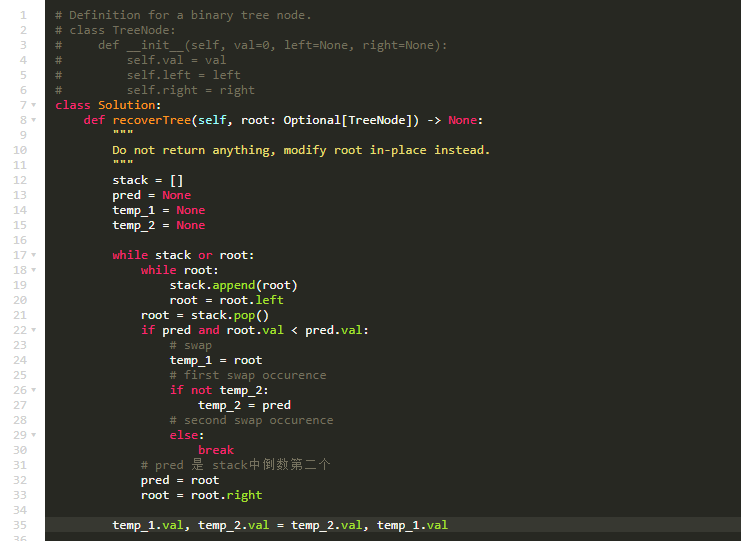 1 # Definition for a binary tree node.
2 # class TreeNode:
3 #     def __init__(self, val=0, left=None, right=None):
4 #         self.val = val
5 #         self.left = left
6 #         self.right = right
7 class Solution:
8     def recoverTree(self, root: Optional[TreeNode]) -> None:
9         """
10         Do not return anything, modify root in-place instead.
11         """
12         stack = []
13         pred = None
14         temp_1 = None
15         temp_2 = None
16
17         while stack or root:
18             while root:
19                 stack.append(root)
20                 root = root.left
21             root = stack.pop()
22             if pred and root.val < pred.val:
23                 # swap
24                 temp_1 = root
25                 # first swap occurence
26                 if not temp_2:
27                     temp_2 = pred
28                 # second swap occurence
29                 else:
30                     break
31             # pred 是 stack中倒数第二个
32             pred = root
33             root = root.right
34
35         temp_1.val, temp_2.val = temp_2.val, temp_1.val
36